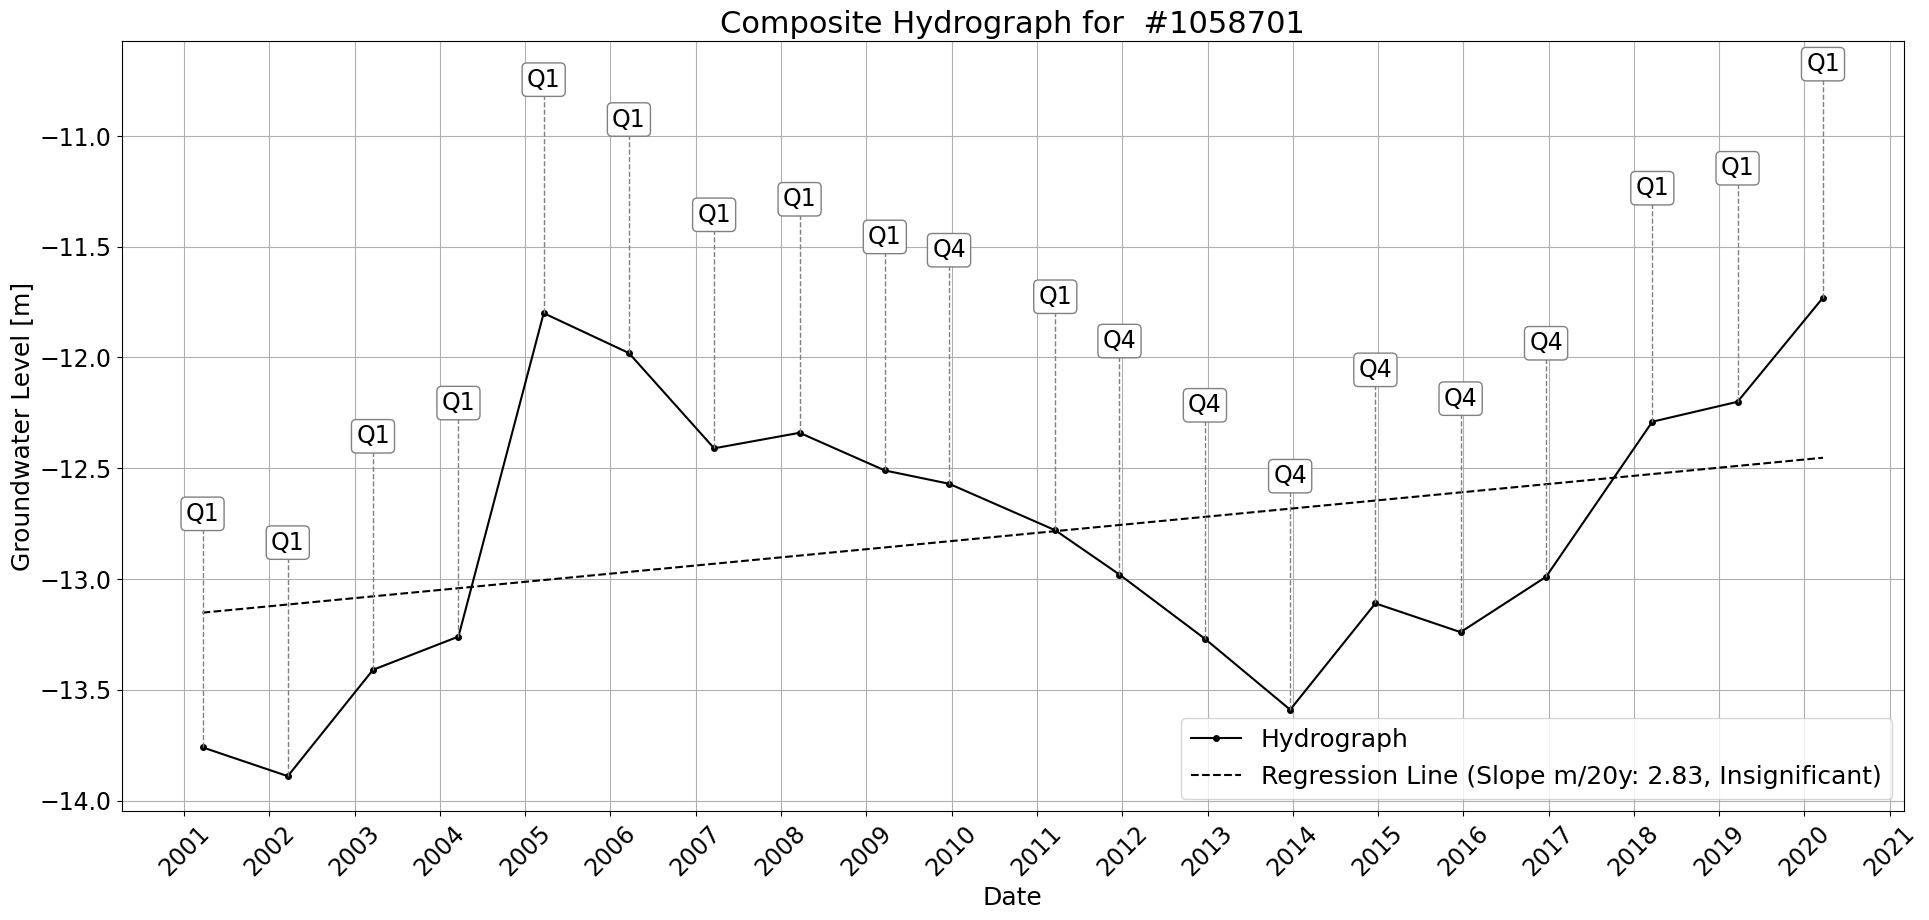 Composite Hydrograph for  #1058701
Q1
Q1
Q1
Q1
Q1
Q1
Q1
Q1
Q1
Q4
Q1
Q4
Q4
Q4
Q4
Q4
Q4
Q1
Q1
Q1
Groundwater Level [m]
−11.0
−11.5
−12.0
−12.5
−13.0
−13.5
−14.0
Hydrograph
Regression Line (Slope m/20y: 2.83, Insignificant)
2001
2002
2003
2004
2005
2006
2007
2008
2009
2010
2011
2012
2013
2014
2015
2016
2017
2018
2019
2020
2021
Date